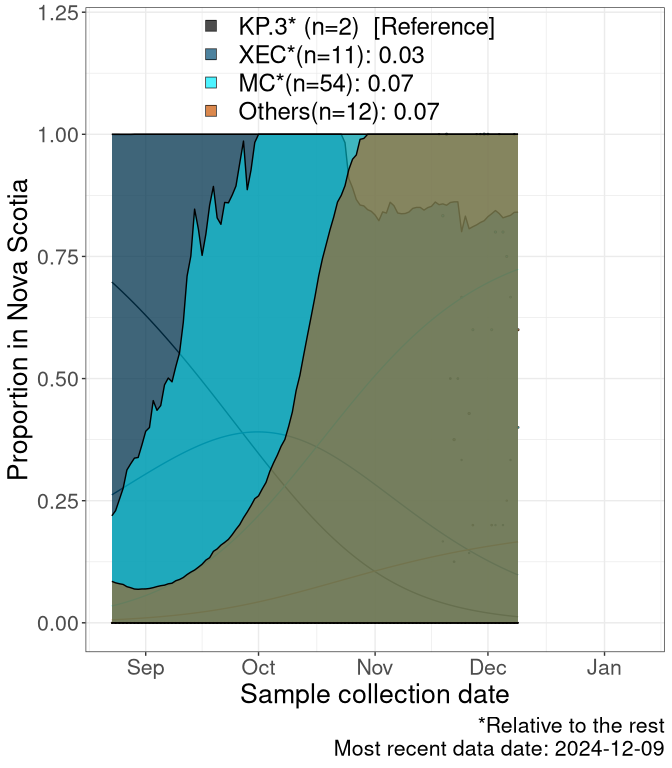 KP.3* (n=2)  [Reference]
XEC*(n=11): 0.03
MC*(n=54): 0.07
Others(n=12): 0.07
1.25
1.00
0.75
0.50
0.25
0.00
Proportion in Nova Scotia
Sep Oct Nov Dec Jan
Sample collection date
*Relative to the rest
Most recent data date: 2024-12-09